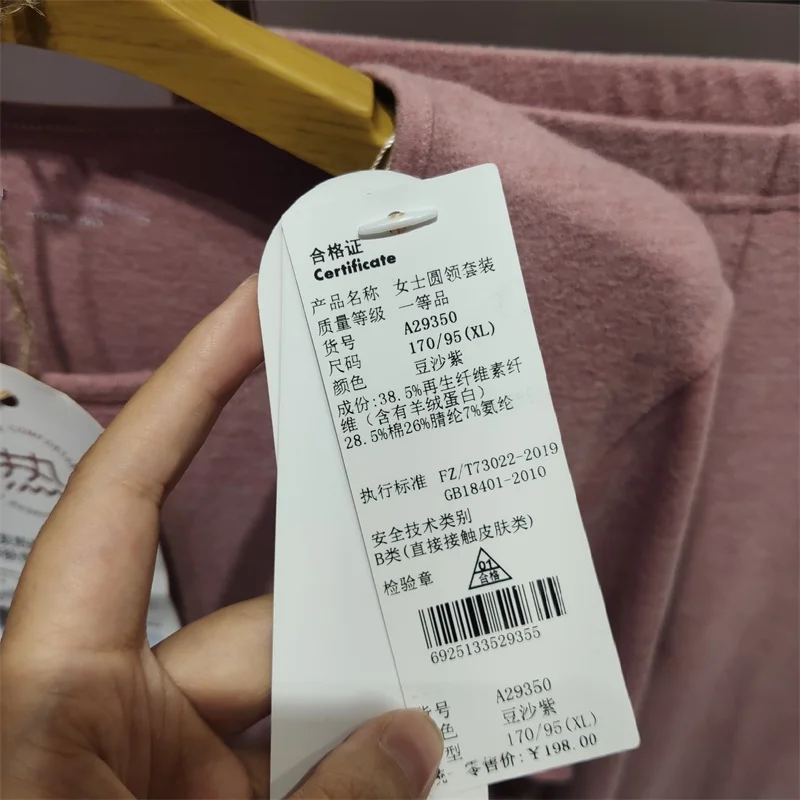 合格证
Certificate
产品名称 女士圆领套装
质量等级 一等品
货号 A29350
尺码 170/95(XL)
颜色 豆沙紫
成份:38.5%再生纤维素纤
维(含有羊绒蛋白)
28.5%棉26%腈纶7%氨纶
执行标准 FZ/T73022-2019
GB18401-2010
安全技术类别
B类(直接接触皮肤类)
检验章
01
合格
6925133529355
货号 A29350
色 豆沙紫
型 170/95(XL)
零售价:¥198.00